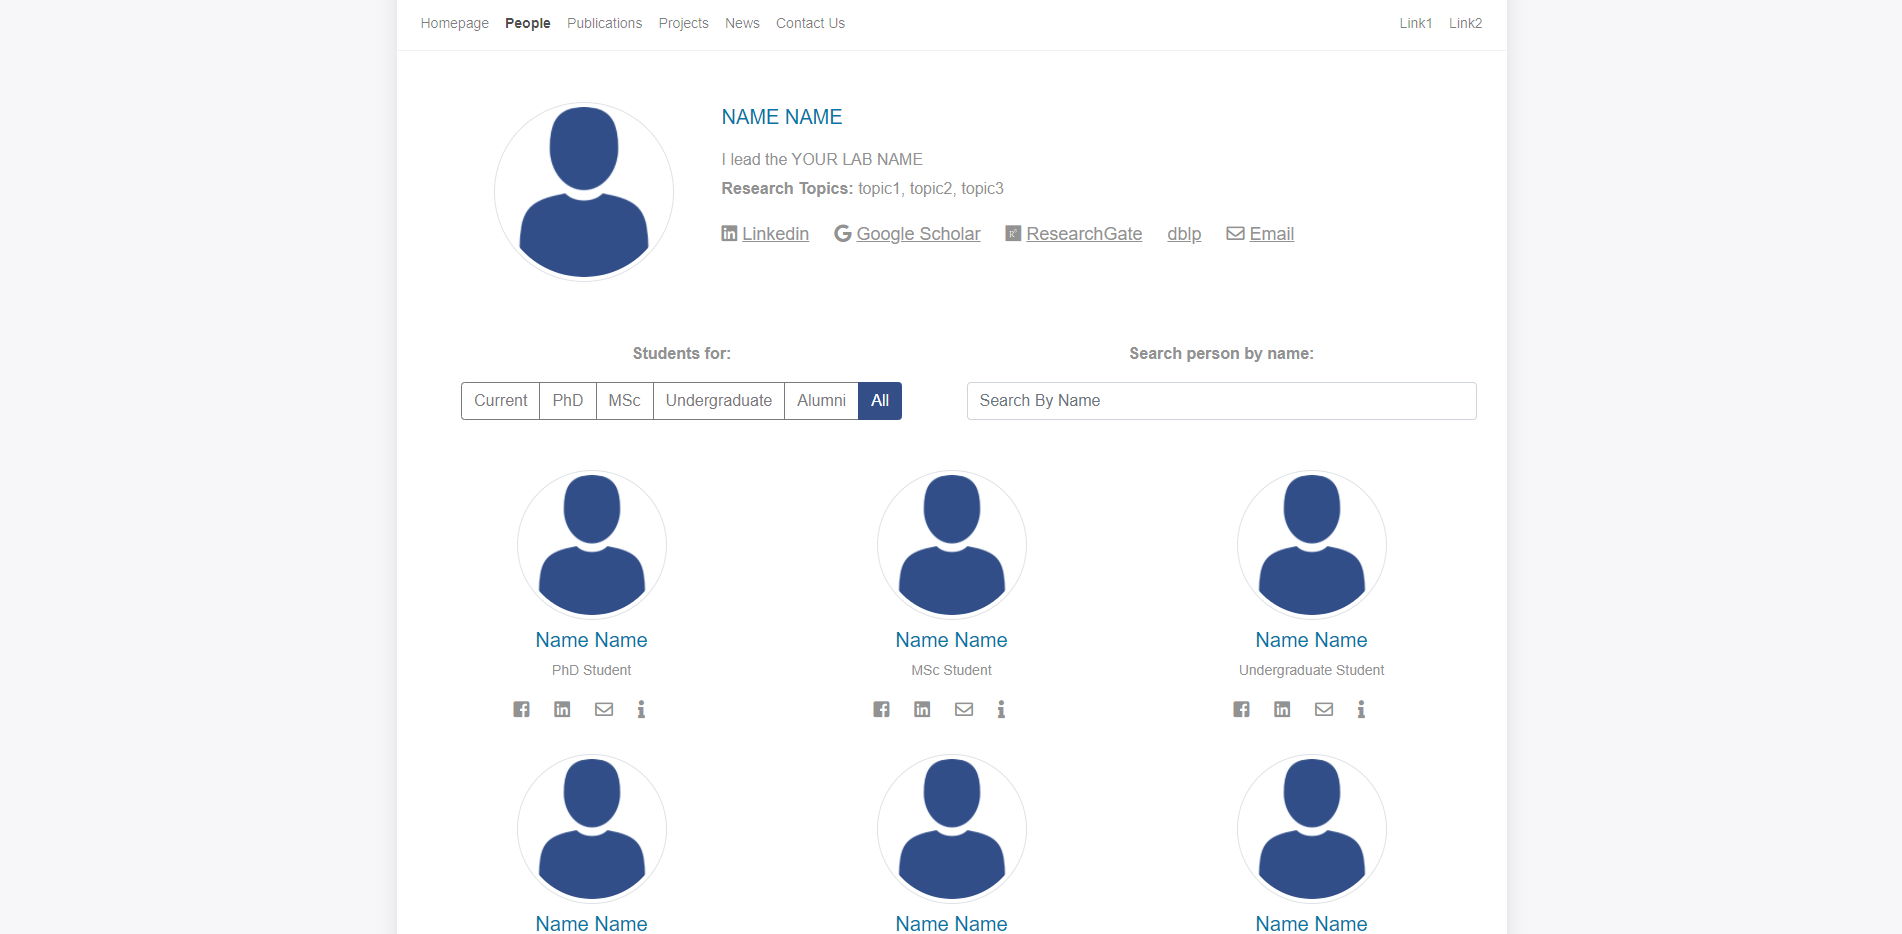 Homepage People Publications Projects News Contact Us Link1 Link2
NAME NAME
I lead the YOUR LAB NAME
Research Topics: topic1, topic2, topic3
Linkedin Google Scholar ResearchGate dblp Email
Students for: Search person by name:
Current PhD MSc Undergraduate Alumni All Search By Name
Name Name Name Name Name Name
PhD Student MSc Student Undergraduate Student
Name Name Name Name Name Name